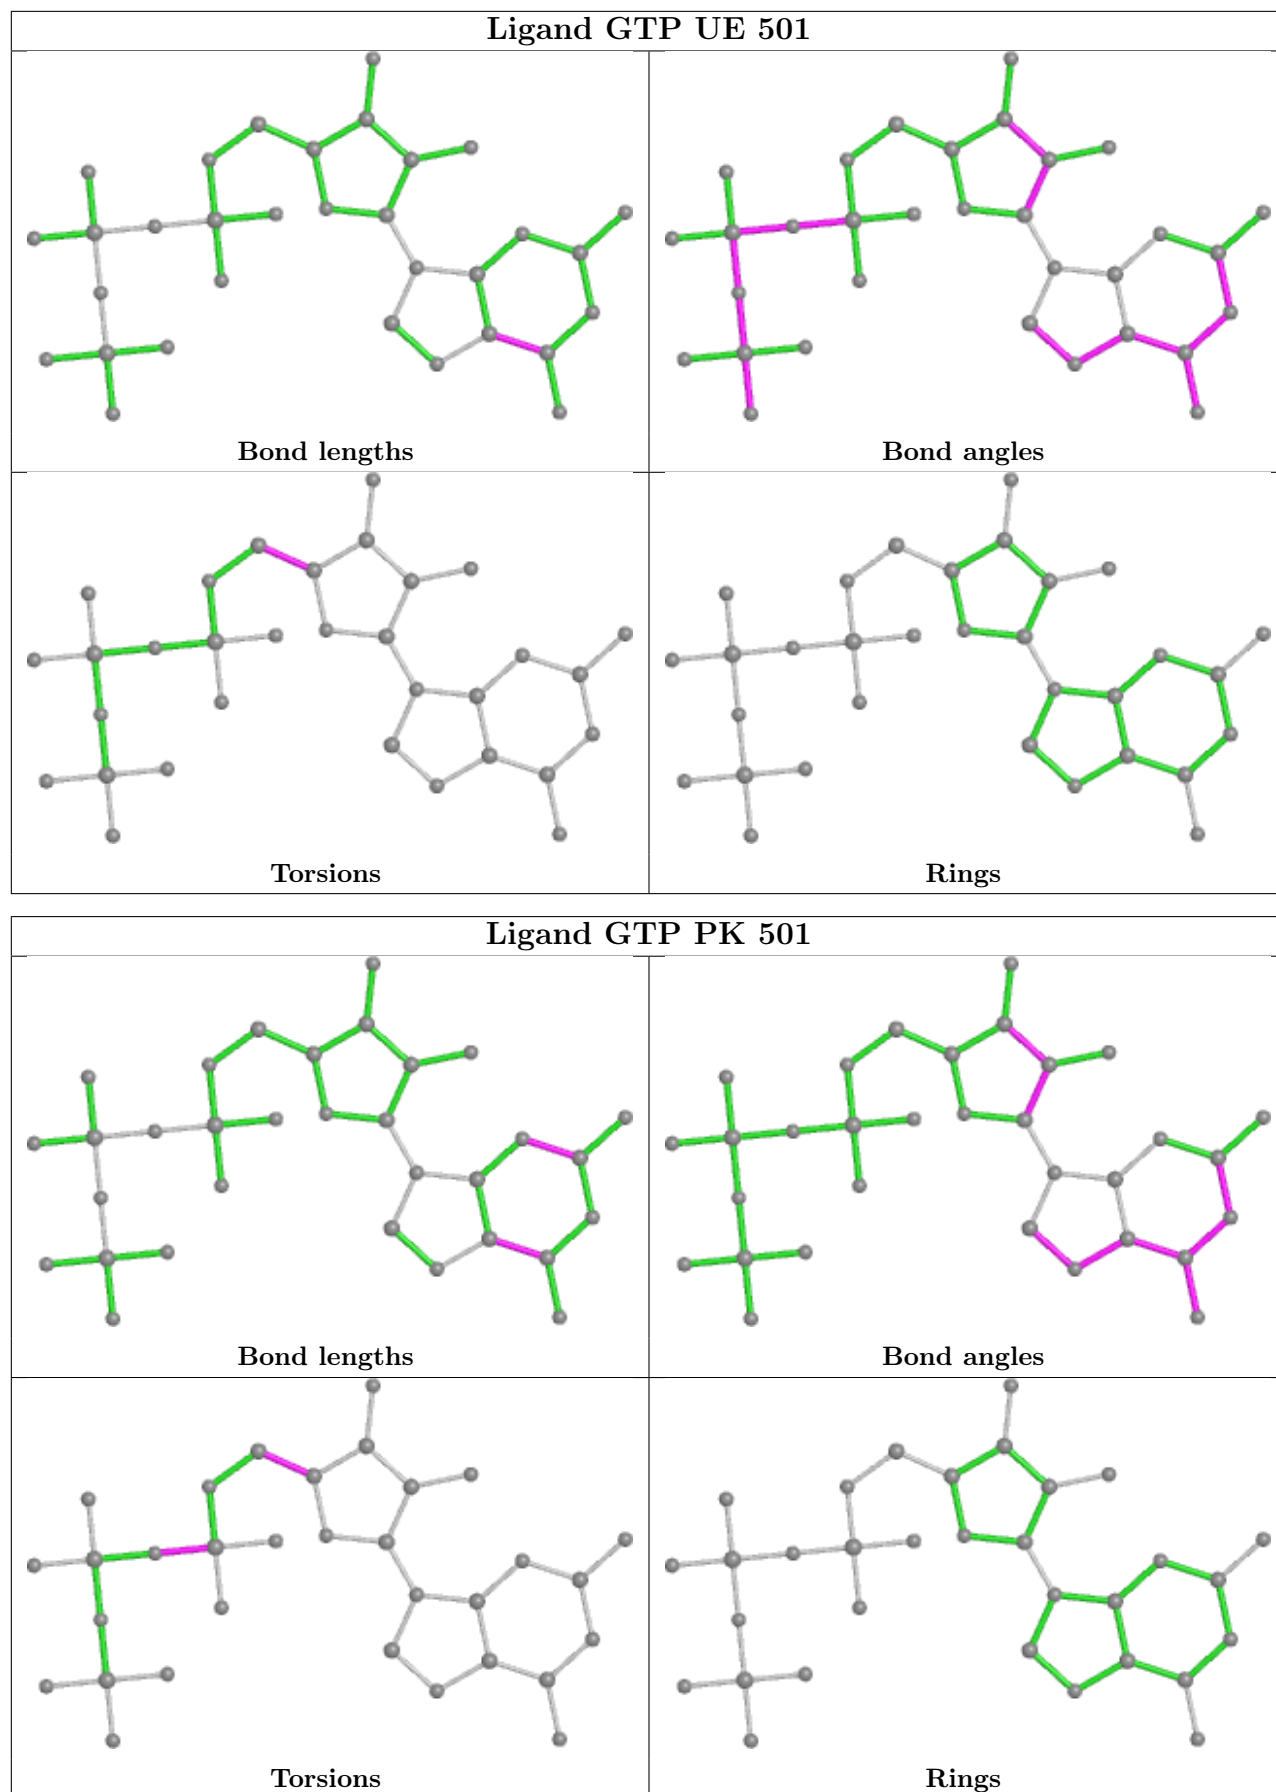 Ligand GTP UE 501
Bond lengths
Bond angles
Torsions
Rings
Ligand GTP PK 501
Bond lengths
Bond angles
Torsions
Rings